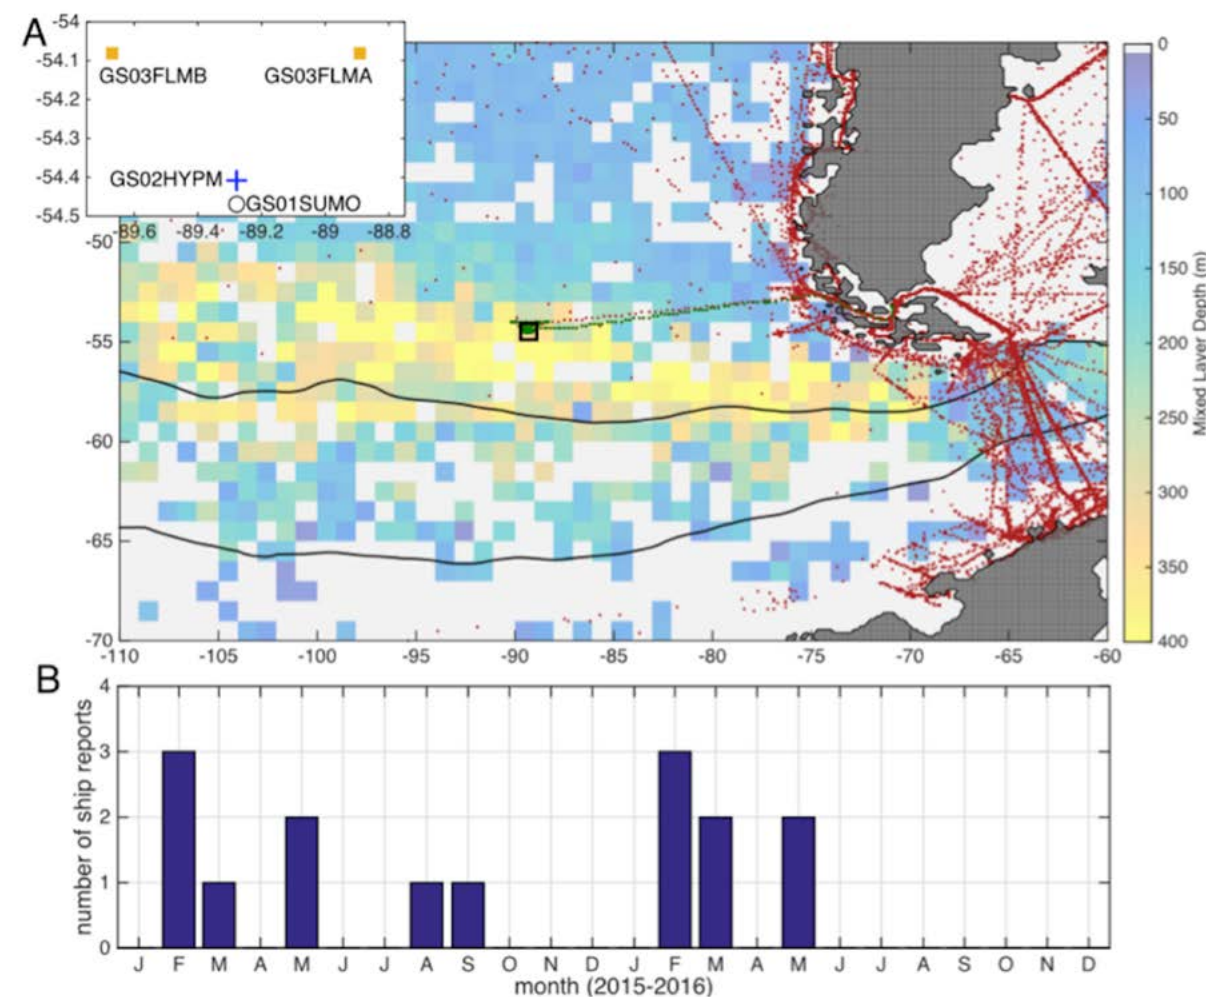 A
-54
-54.1
-54.2
-54.3
-54.4
-54.5
GS03FLMB GS03FLMA
GS02HYPM
GS01SUMO
-89.6 -89.4 -89.2 -89 -88.8
-50
-55
-60
-65
-70
-110 -105 -100 -95 -90 -85 -80 -75 -70 -65 -60
0
50
100
150
200
250
300
350
400
Mixed Layer Depth (m)
B
4
3
2
1
0
number of ship reports
J F M A M J J A S O N D J F M A M J J A S O N D
month (2015-2016)